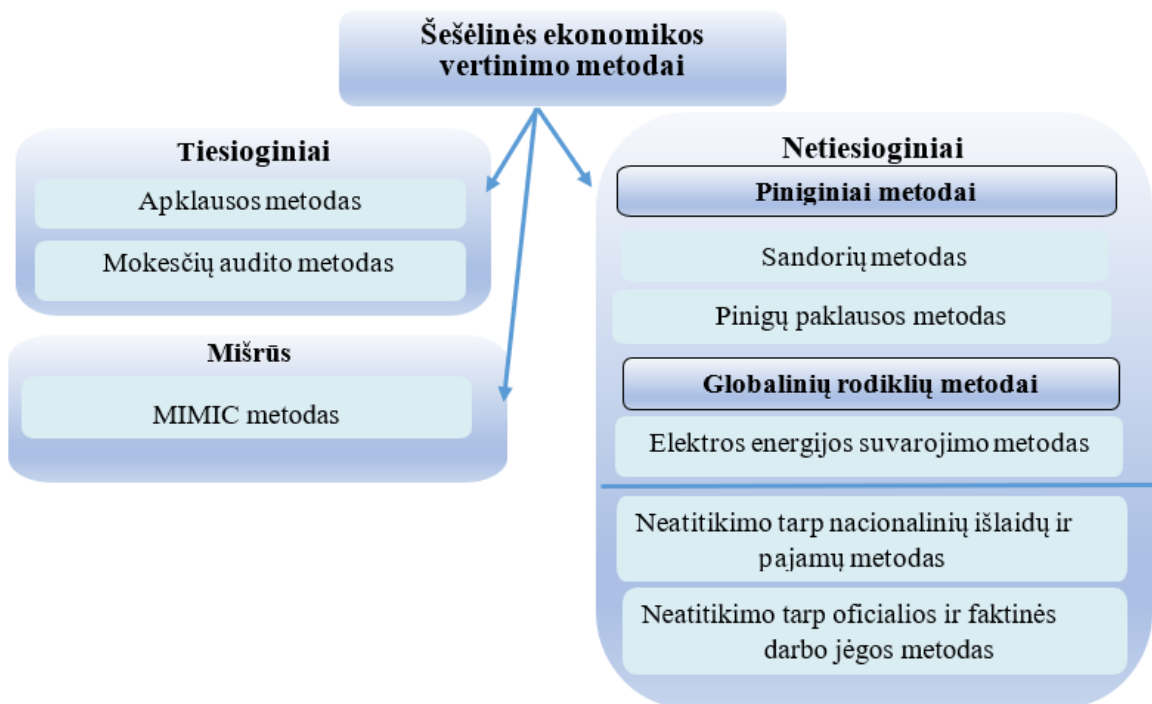 Šešėlinės ekonomikos
vertinimo metodai
Tiesioginiai
Apklausos metodas
Mokesčių audito metodas
Mišrūs
MIMIC metodas
Netiesioginiai
Piniginiai metodai
Sandorių metodas
Pinigų paklausos metodas
Globalinių rodiklių metodai
Elektros energijos suvarojimo metodas
Neatitikimo tarp nacionalinių išlaidų ir
pajamų metodas
Neatitikimo tarp oficialios ir faktinės
darbo jėgos metodas